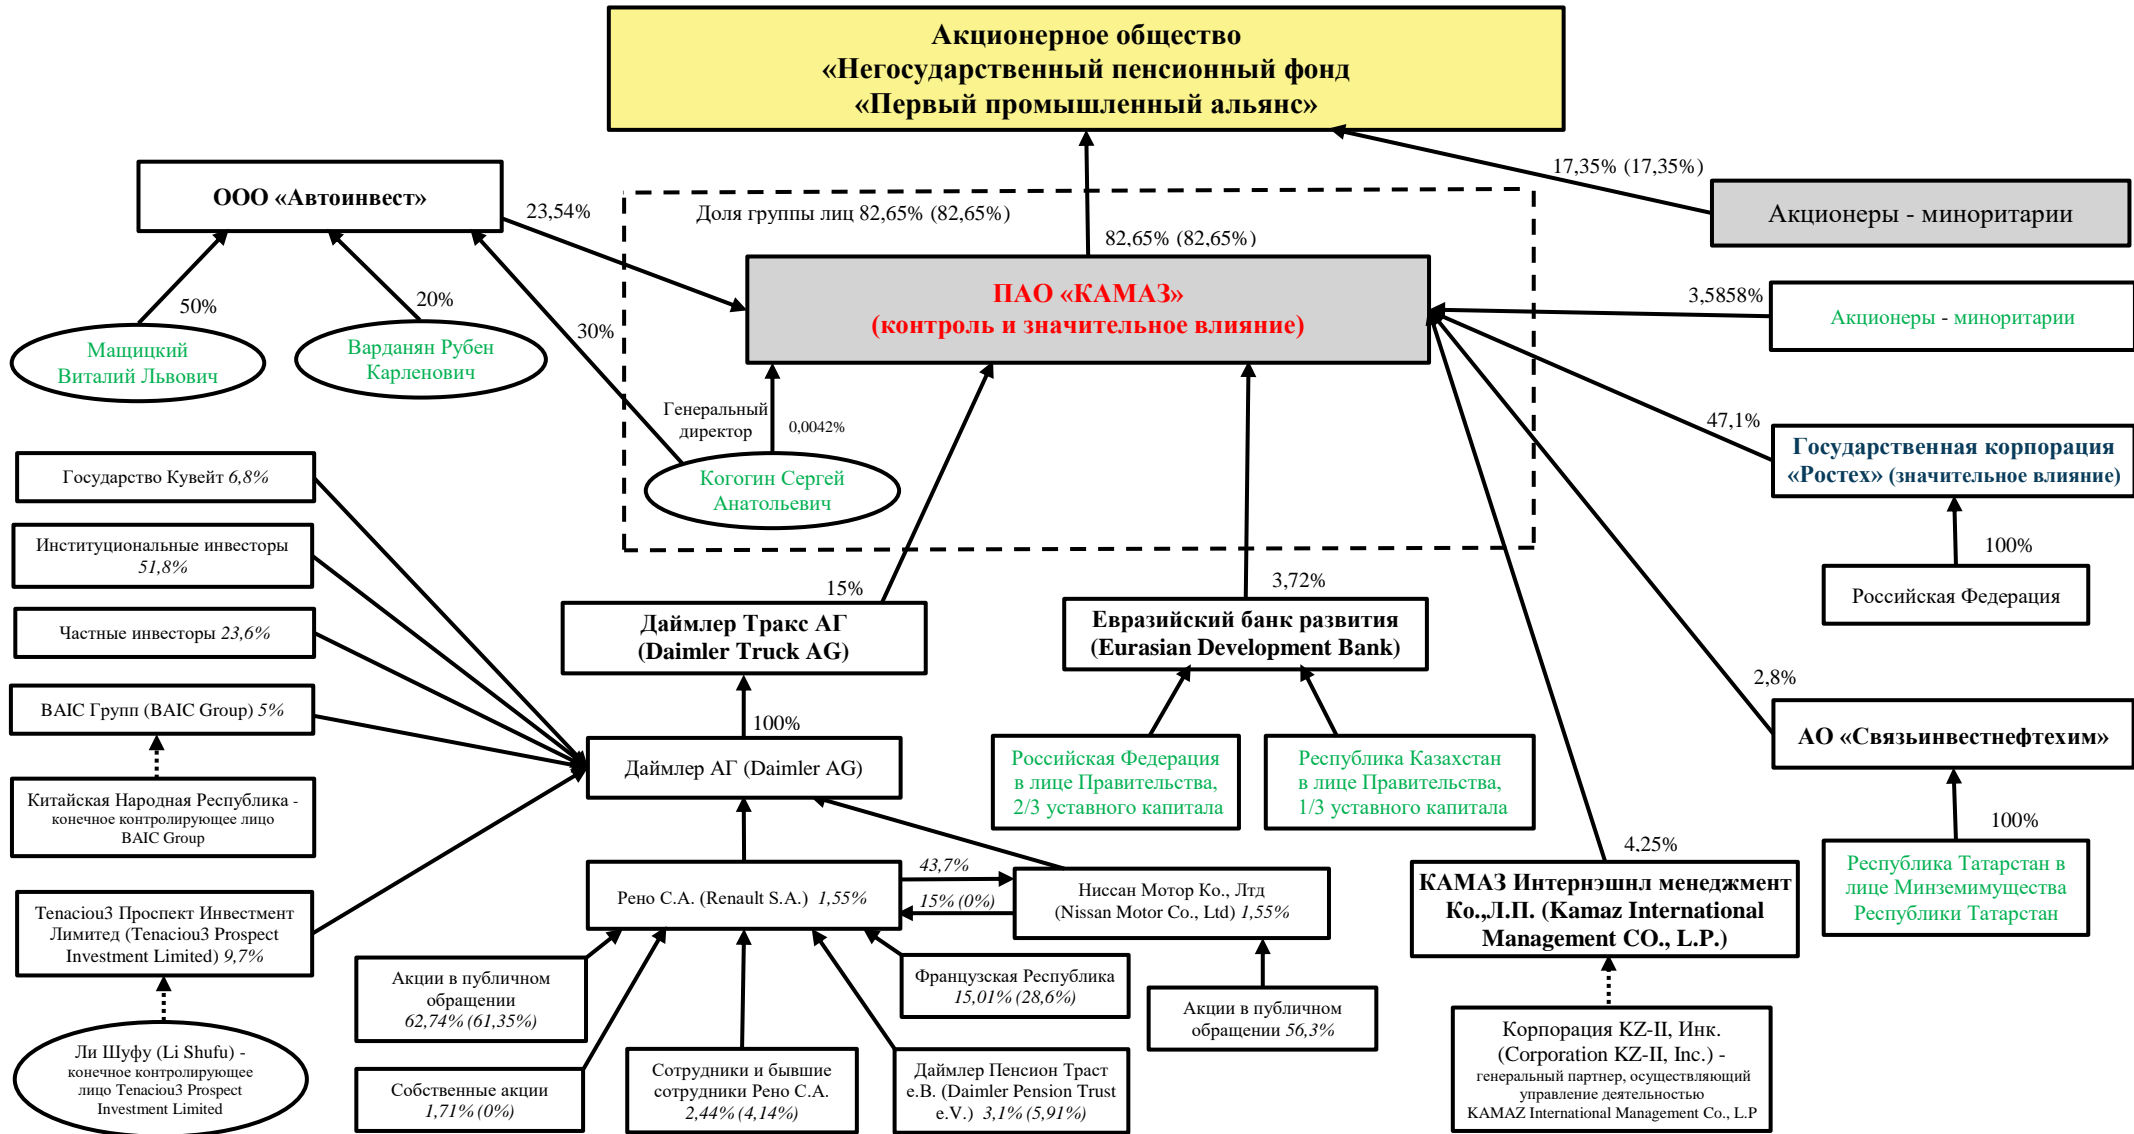 Акционерное общество
«Негосударственный пенсионный фонд
«Первый промышленный альянс»
17,35% (17,35%)
Акционеры - миноритарии
ООО «Автоинвест»
23,54%
Доля группы лиц 82,65% (82,65%)
82,65% (82,65%)
ПАО «КАМАЗ»
(контроль и значительное влияние)
3,5858%
Акционеры - миноритарии
50%
20%
30%
Мащицкий
Виталий Львович
Варданян Рубен
Карленович
Генеральный
директор
0,0042%
Когогин Сергей
Анатольевич
47,1%
Государственная корпорация
«Ростех» (значительное влияние)
100%
Российская Федерация
Государство Кувейт 6,8%
Институциональные инвесторы
51,8%
Частные инвесторы 23,6%
BAIC Групп (BAIC Group) 5%
Китайская Народная Республика -
конечное контролирующее лицо
BAIC Group
Tenaciou3 Проспект Инвестмент
Лимитед (Tenaciou3 Prospect
Investment Limited) 9,7%
Ли Шуфу (Li Shufu) -
конечное контролирующее
лицо Tenaciou3 Prospect
Investment Limited
15%
Даймлер Тракс АГ
(Daimler Truck AG)
100%
Даймлер АГ (Daimler AG)
3,72%
Евразийский банк развития
(Eurasian Development Bank)
Российская Федерация
в лице Правительства,
2/3 уставного капитала
Республика Казахстан
в лице Правительства,
1/3 уставного капитала
2,8%
АО «Связьинвестнефтехим»
100%
Республика Татарстан в
лице Минземимущества
Республики Татарстан
Рено С.А. (Renault S.A.) 1,55%
43,7%
15% (0%)
Ниссан Мотор Ко., Лтд
(Nissan Motor Co., Ltd) 1,55%
4,25%
КАМАЗ Интернэшнл менеджмент
Ко.,Л.П. (Kamaz International
Management CO., L.P.)
Акции в публичном
обращении
62,74% (61,35%)
Собственные акции
1,71% (0%)
Сотрудники и бывшие
сотрудники Рено С.А.
2,44% (4,14%)
Даймлер Пенсион Траст
е.В. (Daimler Pension Trust
e.V.) 3,1% (5,91%)
Французская Республика
15,01% (28,6%)
Акции в публичном
обращении 56,3%
Корпорация KZ-II, Инк.
(Corporation KZ-II, Inc.) -
генеральный партнер, осуществляющий
управление деятельностью
KAMAZ International Management Co., L.P